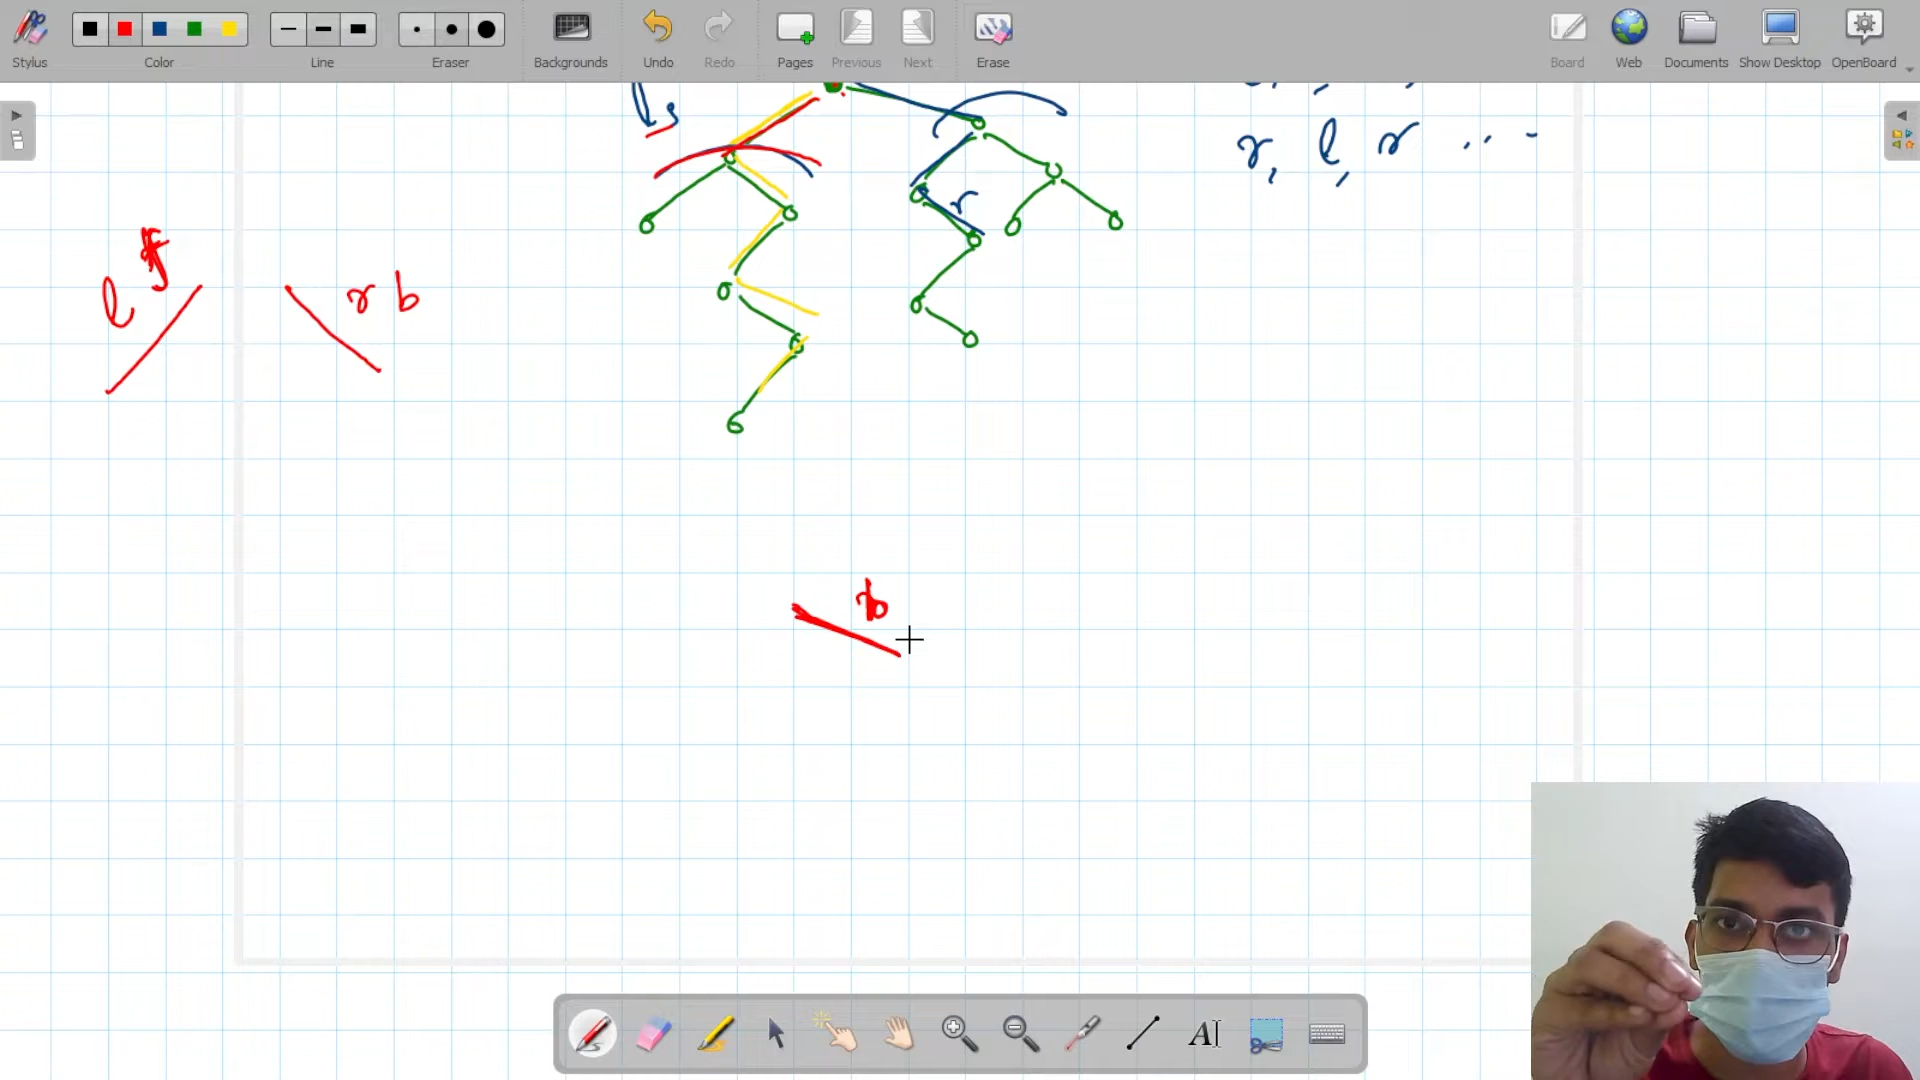 Stylus Color Line Eraser Backgrounds Undo Redo Pages Previous Next Erase Board Web Documents Show Desktop OpenBoard
r, l, r ...
r
l
r b
b